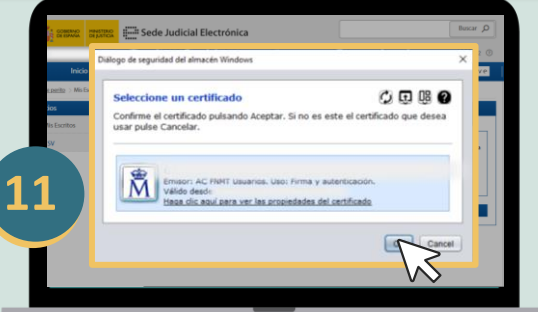 GOBIERNO DE ESPAÑA
MINISTERIO DE JUSTICIA
Sede Judicial Electrónica
Buscar
Inicio
Diálogo de seguridad del almacén Windows
Seleccione un certificado
Confirme el certificado pulsando Aceptar. Si no es este el certificado que desea
usar pulse Cancelar.
Emisor: AC FNMT Usuarios. Uso: Firma y autenticación.
Válido desde
Haga clic aquí para ver las propiedades del certificado
Cancel
11